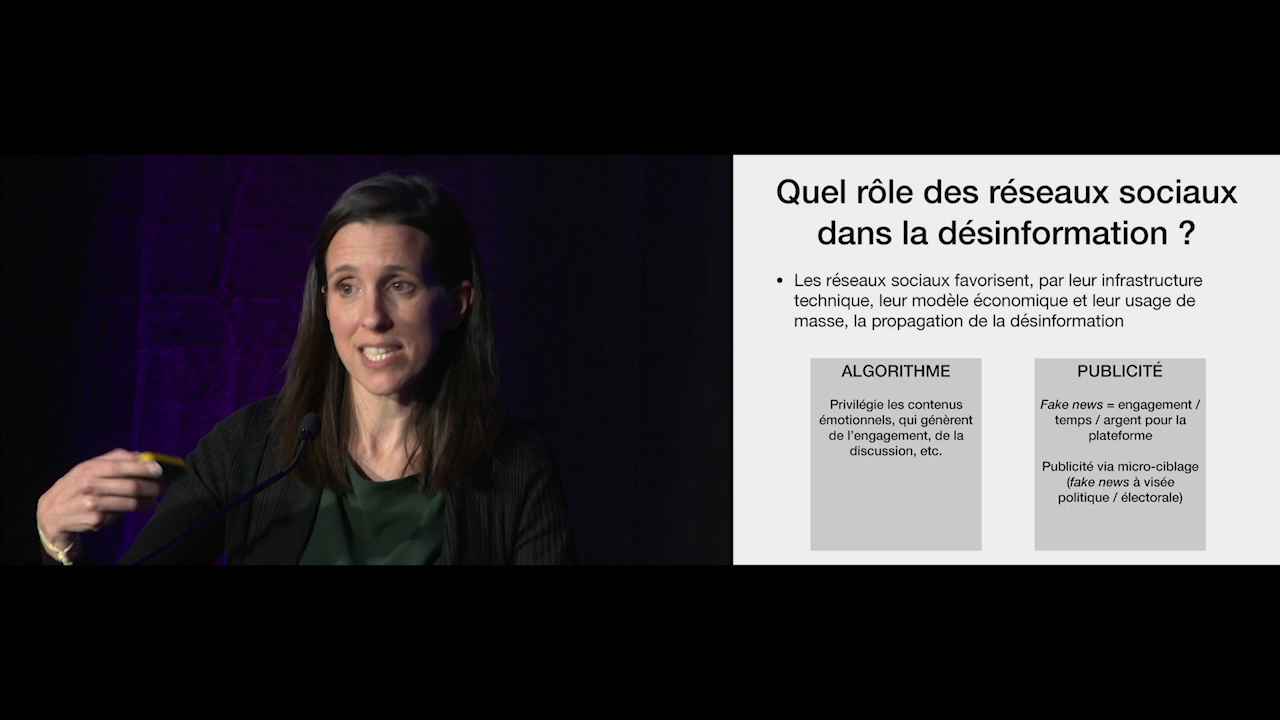 Quel rôle des réseaux sociaux
dans la désinformation ?
• Les réseaux sociaux favorisent, par leur infrastructure
technique, leur modèle économique et leur usage de
masse, la propagation de la désinformation
ALGORITHME
Privilégie les contenus
émotionnels, qui génèrent
de l'engagement, de la
discussion, etc.
PUBLICITÉ
Fake news = engagement /
temps / argent pour la
plateforme
Publicité via micro-ciblage
(fake news à visée
politique / électorale)